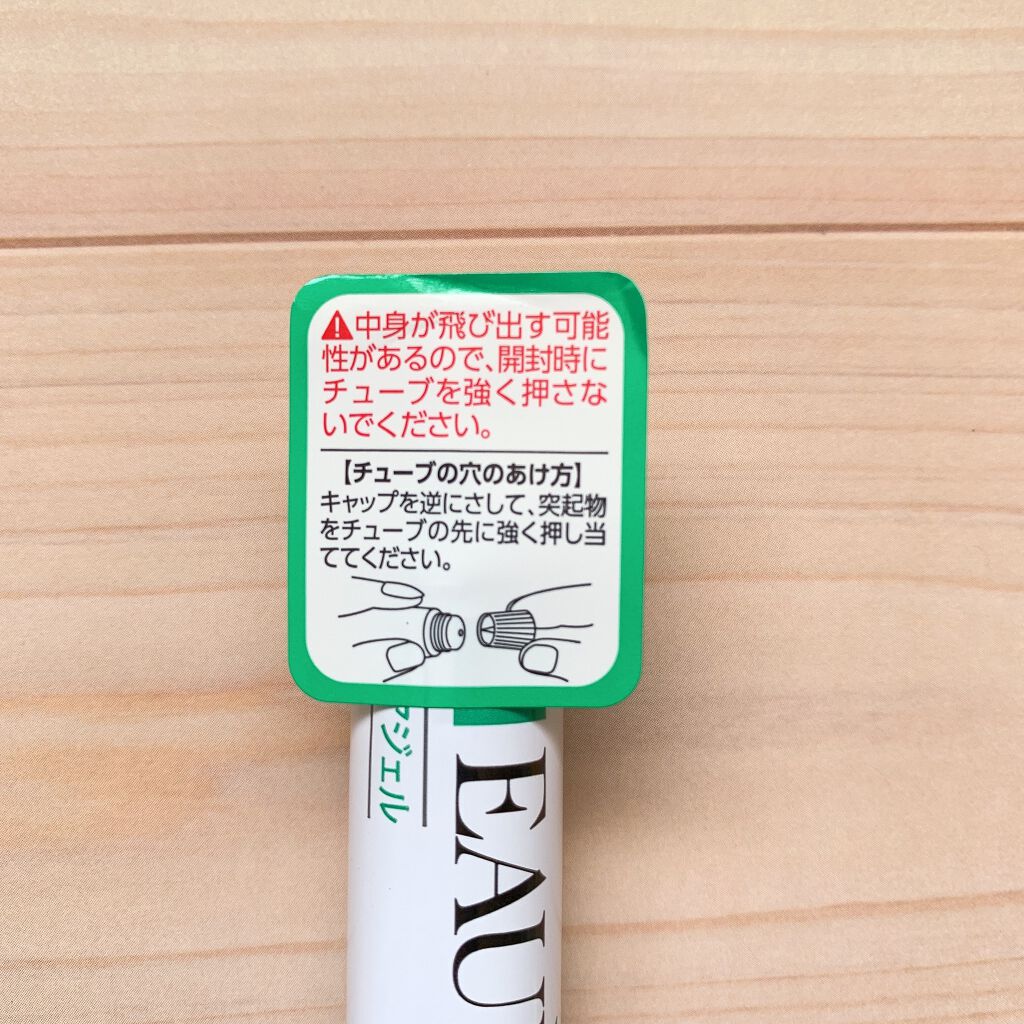 ⚠中身が飛び出す可能
性があるので、開封時に
チューブを強く押さな
いでください。
【チューブの穴のあけ方】
キャップを逆にさして、突起物
をチューブの先に強く押し当
ててください。
ジェル
EAU